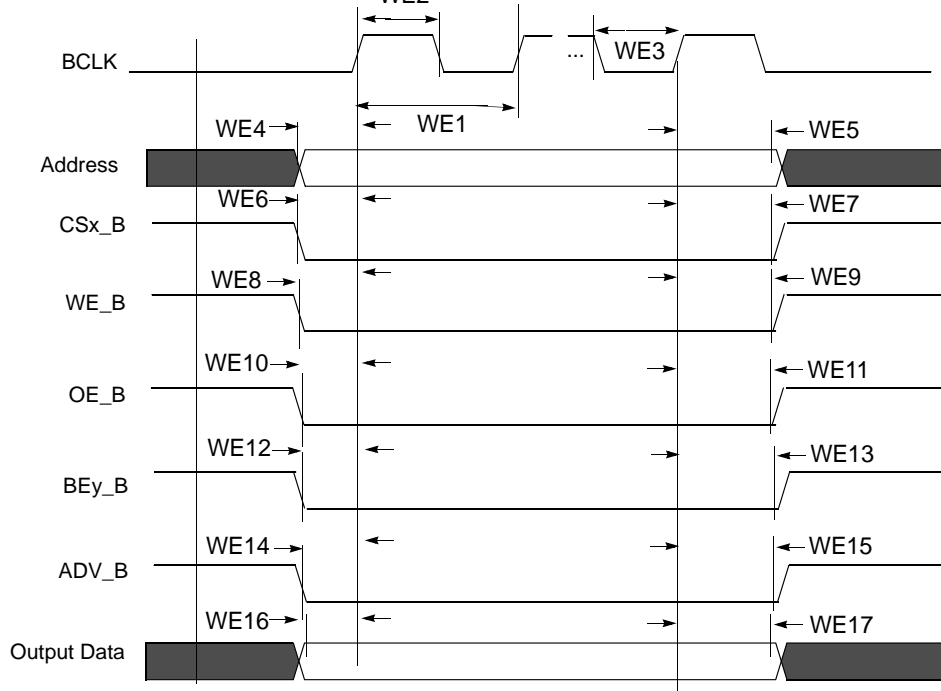 WE2
BCLK
...
WE3
WE1
WE4
WE5
Address
WE6
WE7
CSx_B
WE8
WE9
WE_B
WE10
WE11
OE_B
WE12
WE13
BEy_B
WE14
WE15
ADV_B
WE16
WE17
Output Data